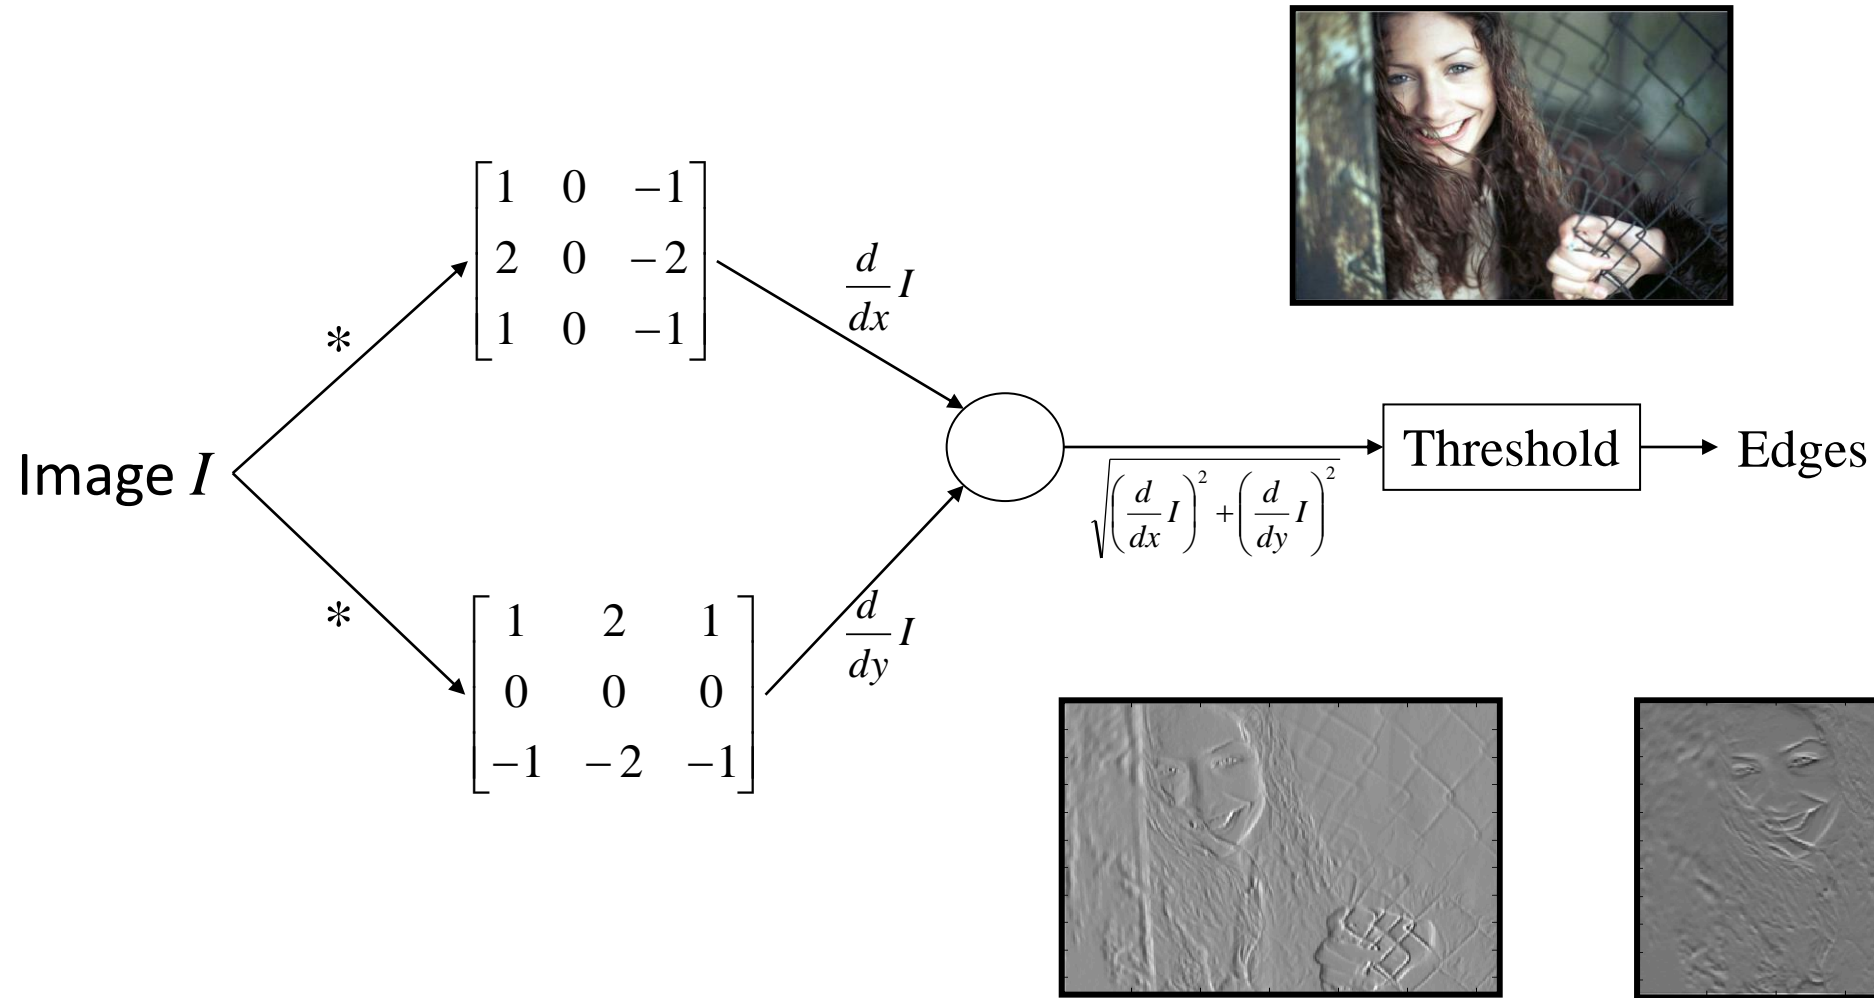 [1 0 −1]
[2 0 −2]
[1 0 −1]
d/dx I
*
Image I
Threshold
Edges
√((d/dx I)² + (d/dy I)²)
*
[1 2 1]
[0 0 0]
[−1 −2 −1]
d/dy I